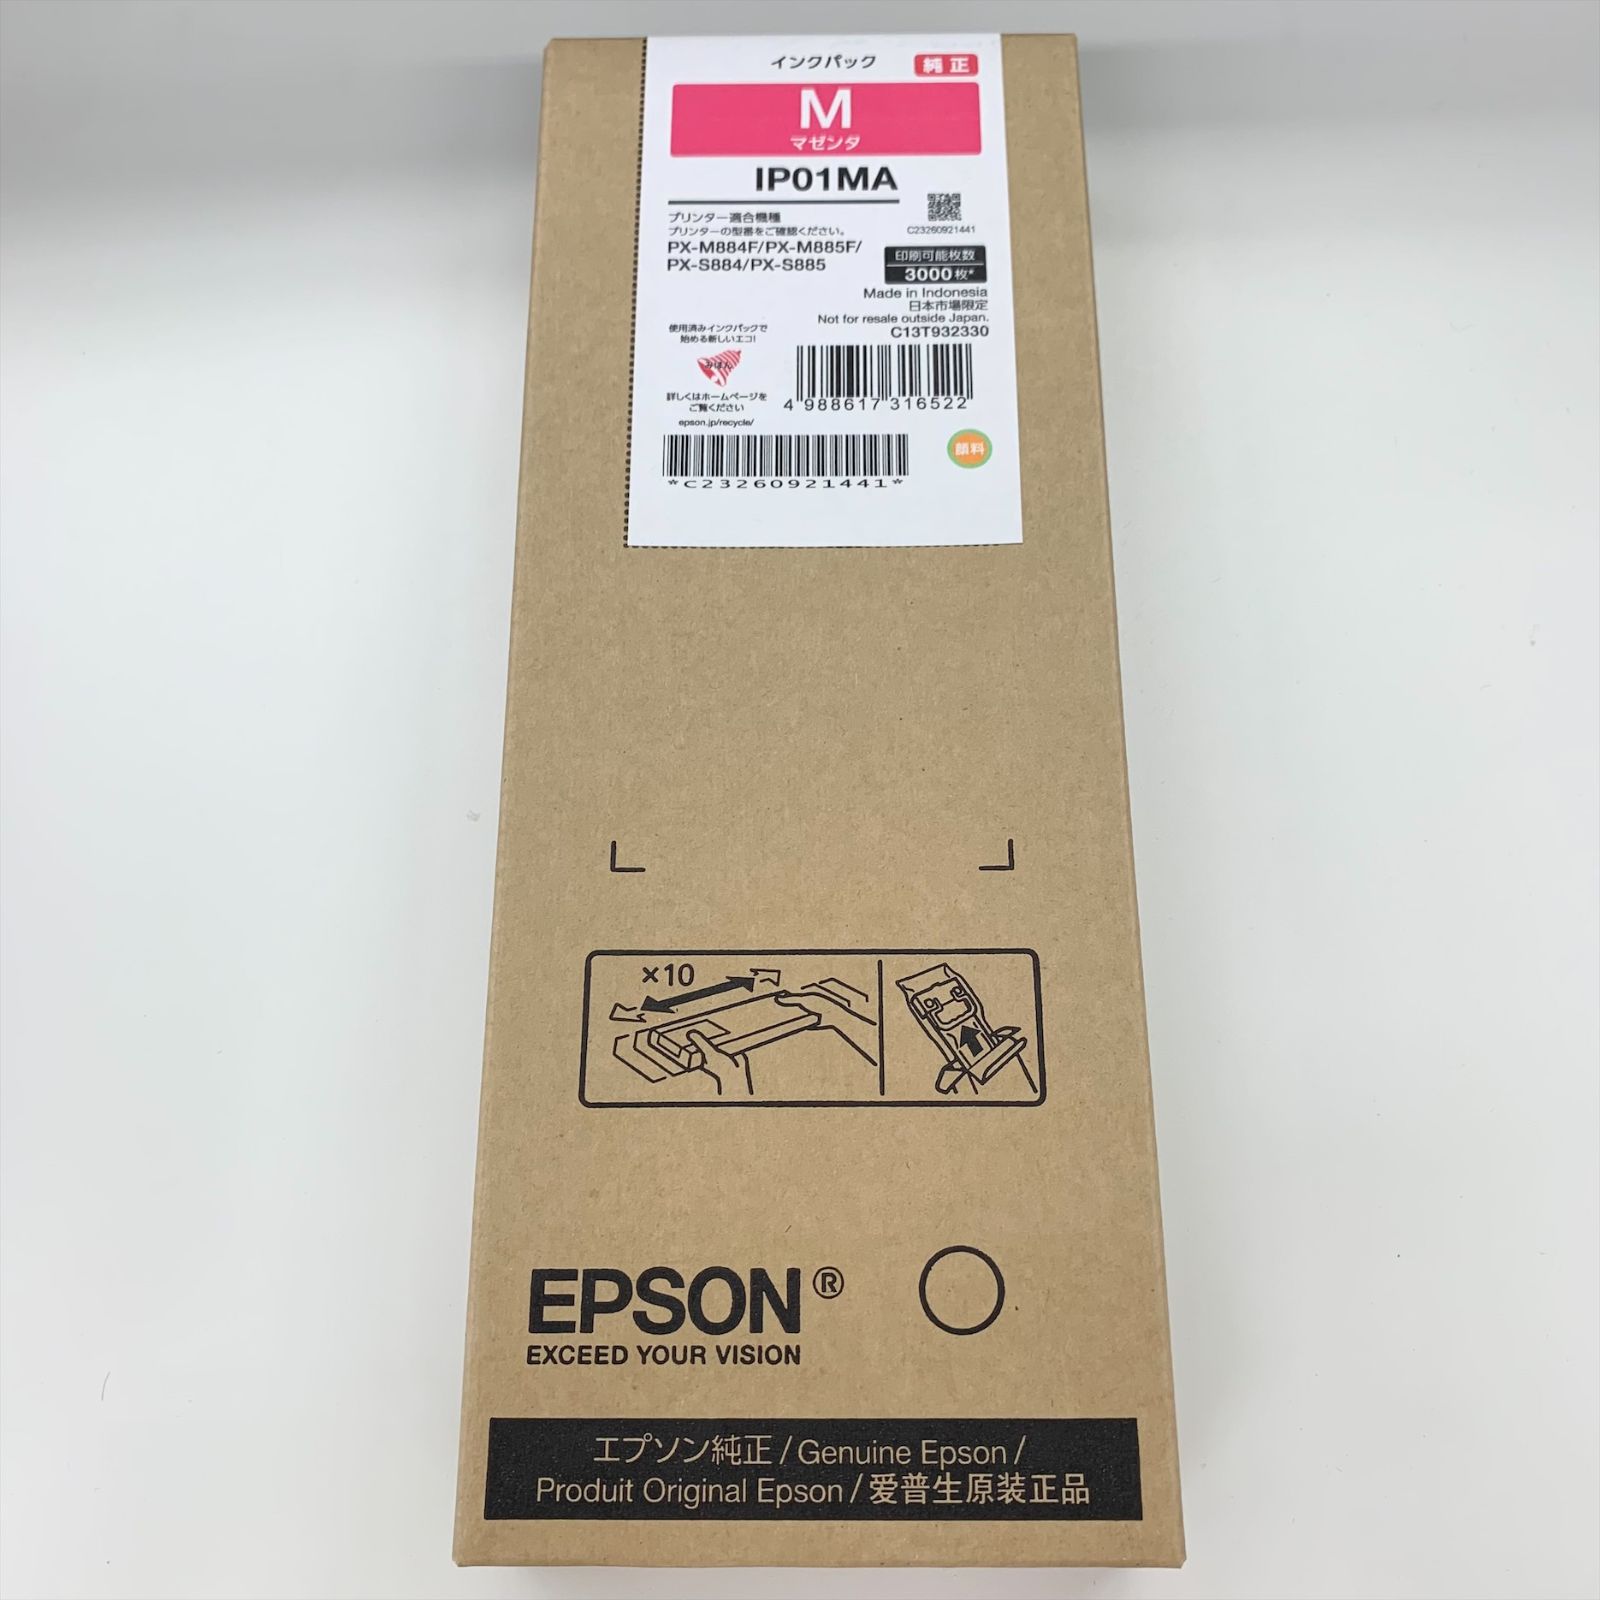 インクパック 純正
M
マゼンタ
IP01MA
プリンター適合機種
プリンターの型番をご確認ください。
PX-M884F/PX-M885F/
PX-S884/PX-S885
C23260921441
印刷可能枚数
3000枚*
Made in Indonesia
日本市場限定
Not for resale outside Japan.
C13T932330
使用済みインクパックで
始める新しいエコ!
みほん
詳しくはホームページを
ご覧ください
epson.jp/recycle/
4 988617 316522
*C23260921441*
顔料
×10
EPSON®
EXCEED YOUR VISION
エプソン純正/Genuine Epson/
Produit Original Epson/爱普生原装正品